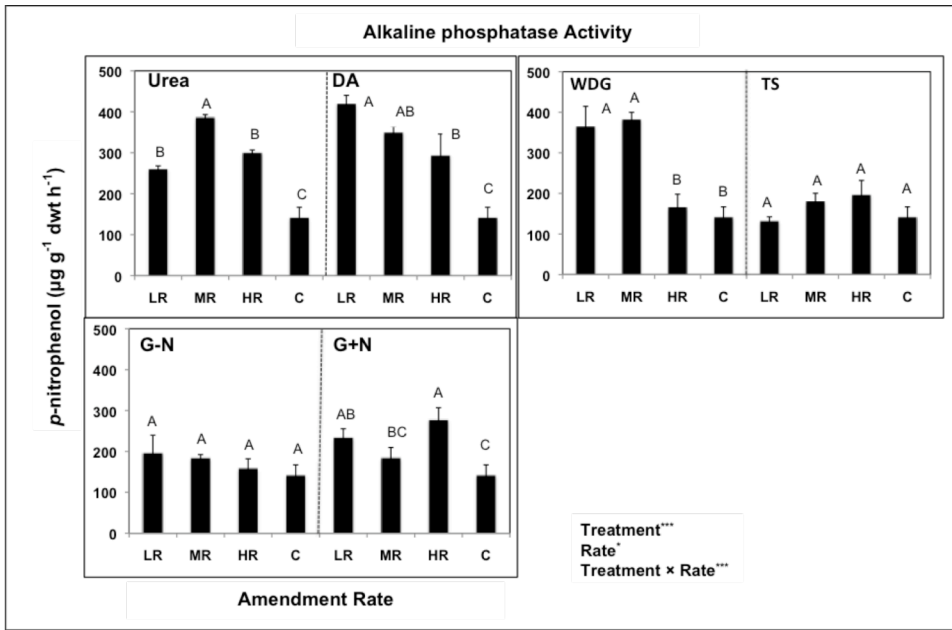 Alkaline phosphatase Activity
p-nitrophenol (µg g⁻¹ dwt h⁻¹)
Urea DA
500
400
300
200
100
0
B A B C A AB B C
LR MR HR C LR MR HR C
WDG TS
500
400
300
200
100
0
A A B B A A A A
LR MR HR C LR MR HR C
G-N G+N
500
400
300
200
100
0
A A A A AB BC A C
LR MR HR C LR MR HR C
Amendment Rate
Treatment***
Rate*
Treatment × Rate***